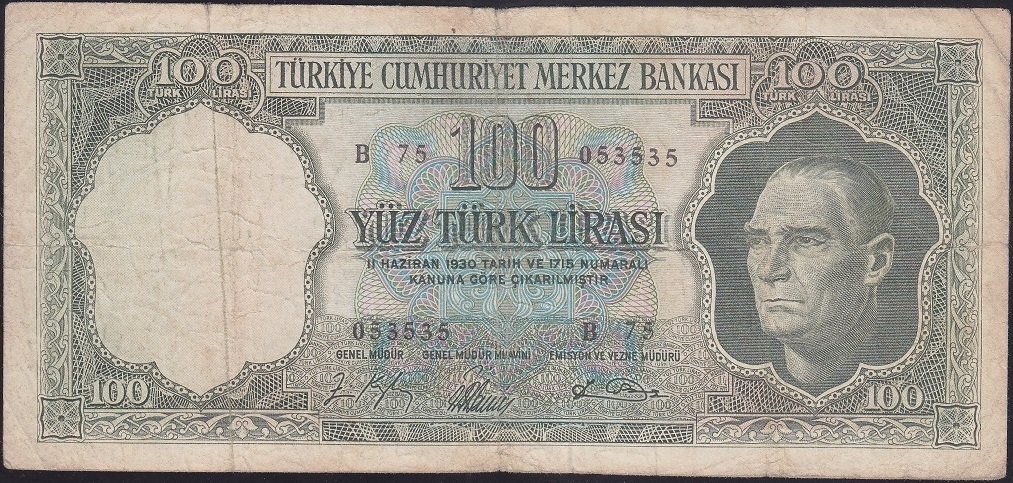 100
TÜRK LİRASI
TÜRKİYE CUMHURİYET MERKEZ BANKASI
100
TÜRK LİRASI
B 75
100
053535
YÜZ TÜRK LİRASI
11 HAZİRAN 1930 TARİH VE 1715 NUMARALI
KANUNA GÖRE ÇIKARILMIŞTIR
053535
B 75
GENEL MÜDÜR
GENEL MÜDÜR MUAVİNİ
EMİSYON VE VEZNE MÜDÜRÜ
100
100